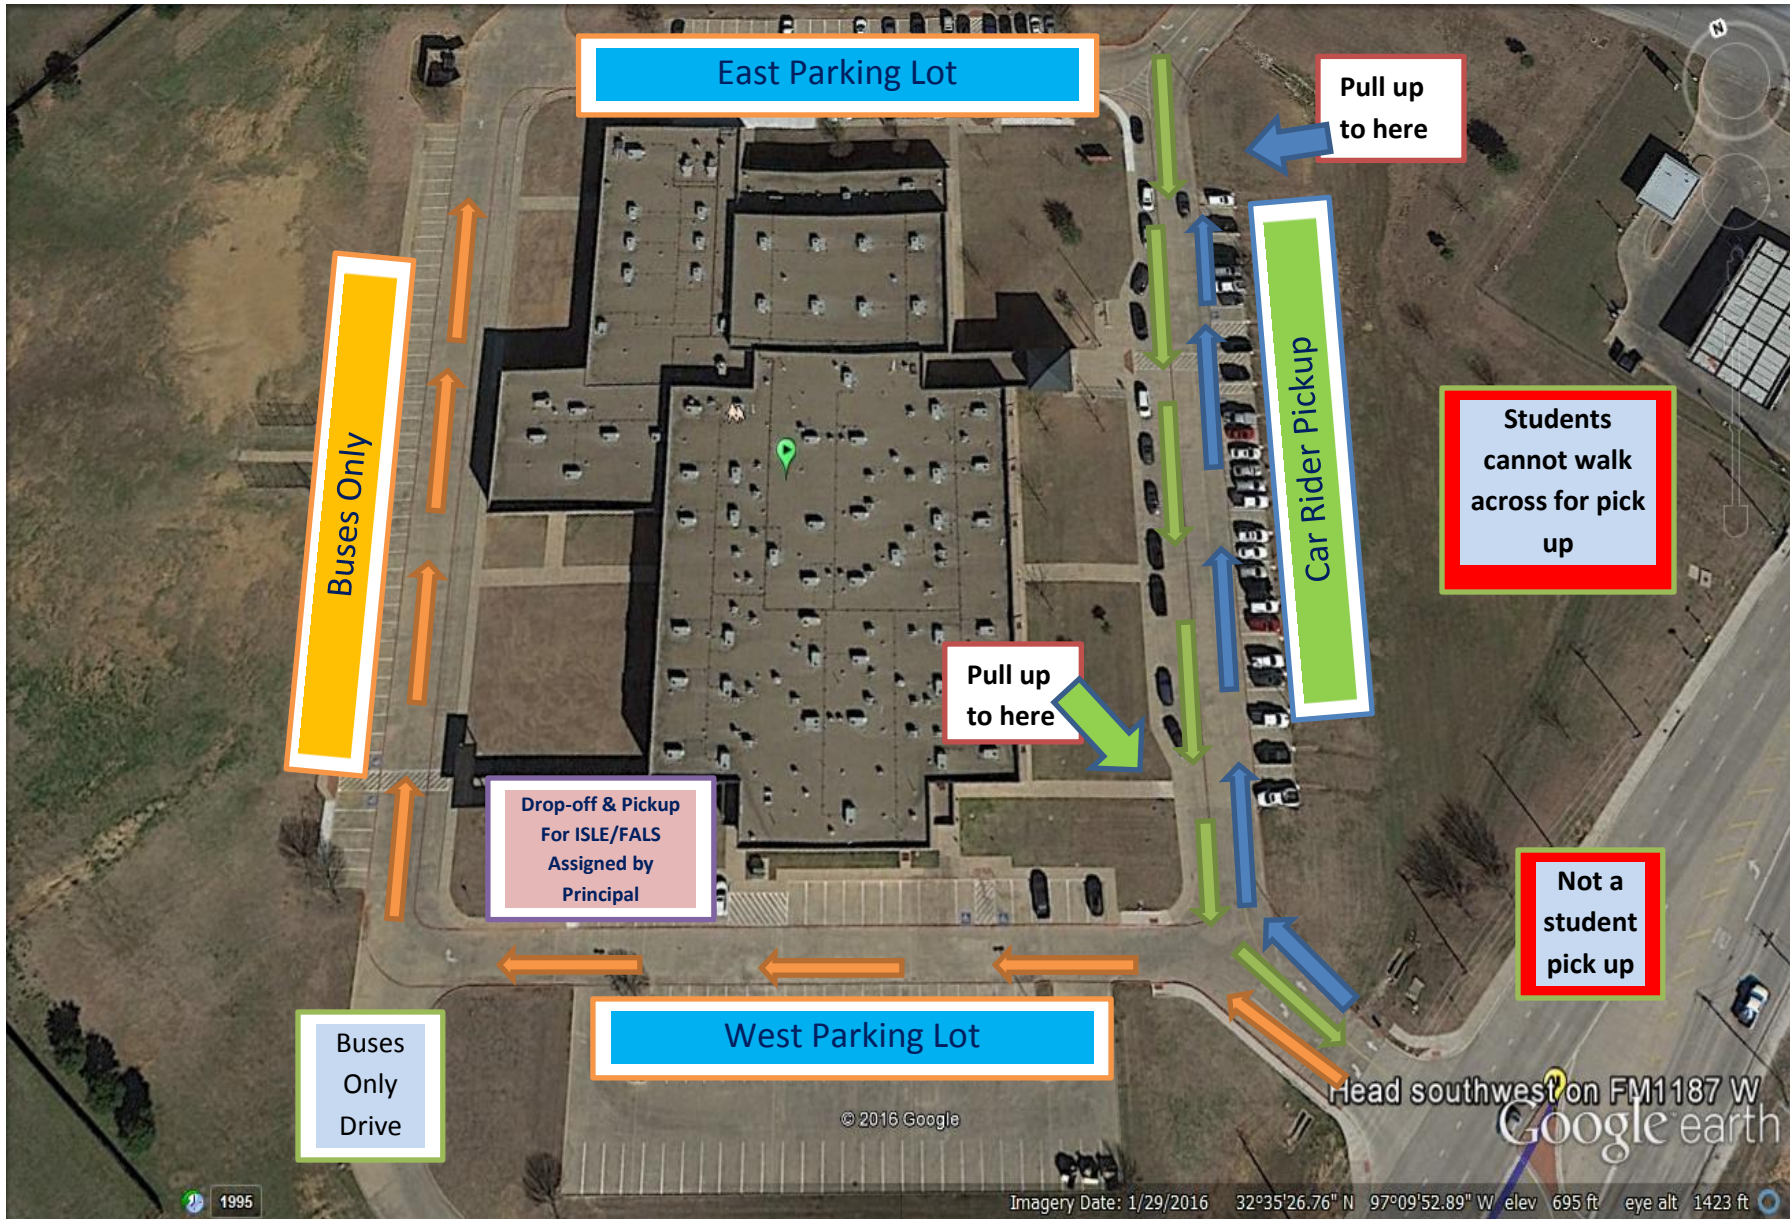 N
East Parking Lot
Pull up
to here
Buses Only
Car Rider Pickup
Students
cannot walk
across for pick
up
Pull up
to here
Drop-off & Pickup
For ISLE/FALS
Assigned by
Principal
Not a
student
pick up
West Parking Lot
Buses
Only
Drive
Head southwest on FM1187 W
Google earth
© 2016 Google
1995
Imagery Date: 1/29/2016 32°35'26.76" N 97°09'52.89" W elev 695 ft eye alt 1423 ft